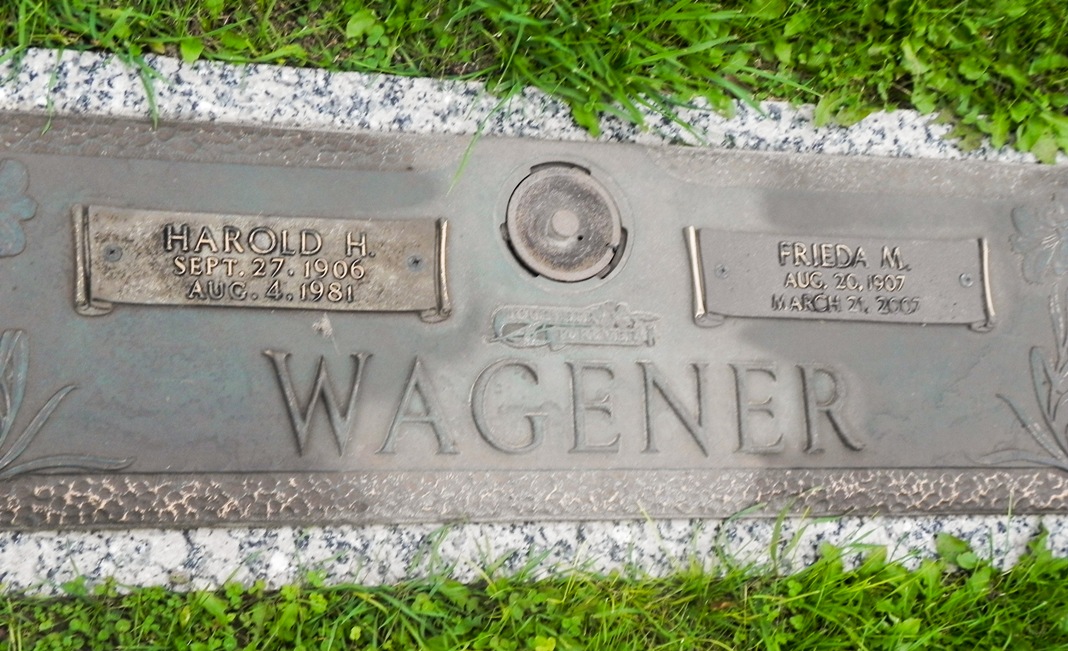 HAROLD H.
SEPT. 27. 1906
AUG. 4. 1981
FRIEDA M.
AUG. 20, 1907
MARCH 21, 2007
WAGENER